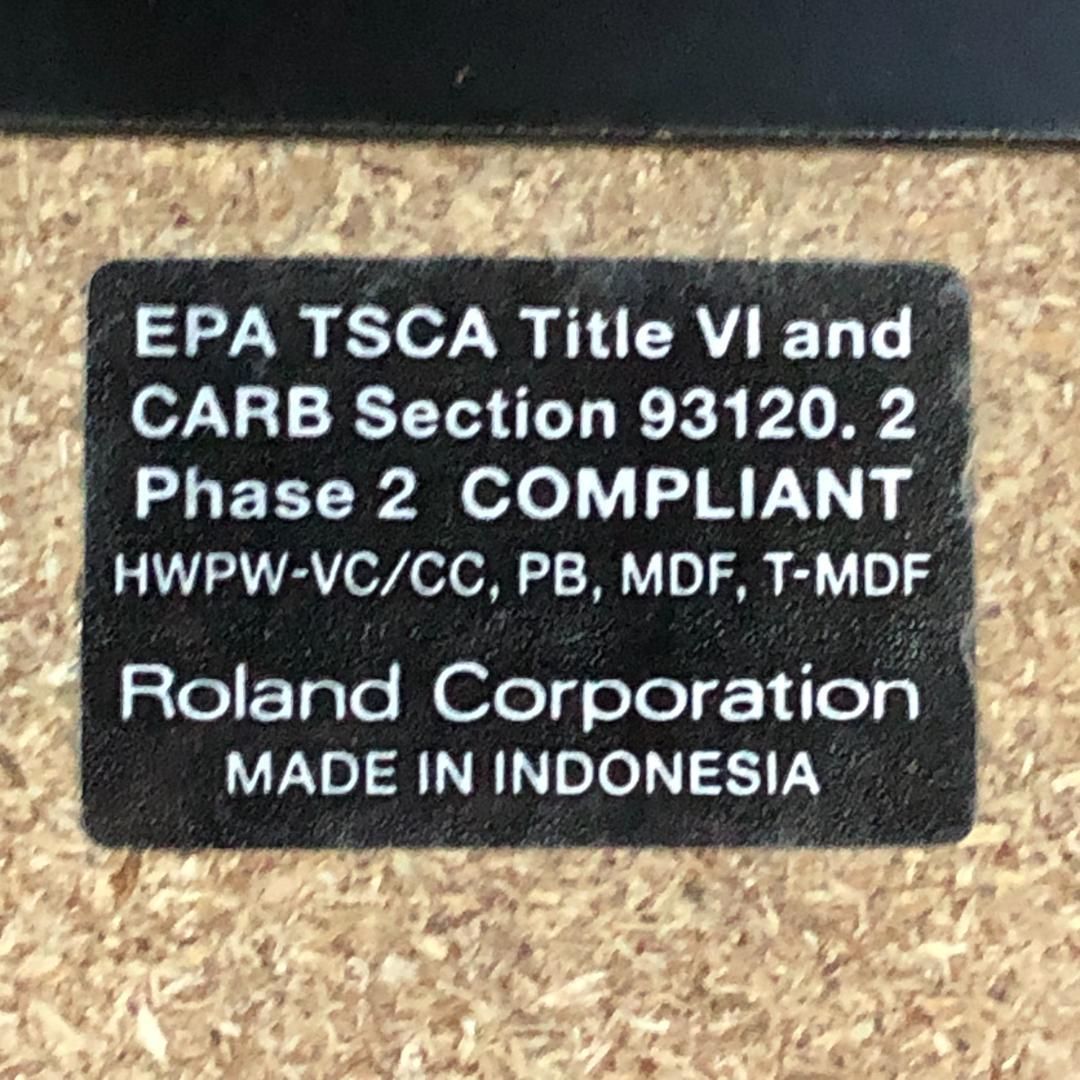 EPA TSCA Title VI and
CARB Section 93120. 2
Phase 2 COMPLIANT
HWPW-VC/CC, PB, MDF, T-MDF
Roland Corporation
MADE IN INDONESIA